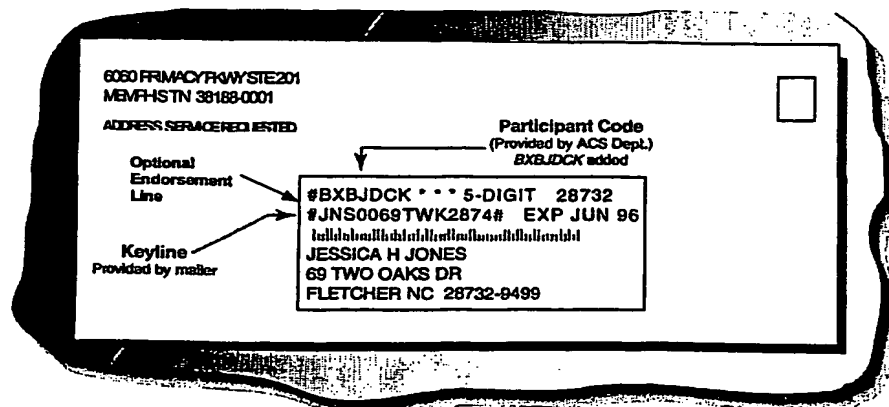 6060 PRIMACY PKWY STE 201
MEMPHIS TN 38188-0001
ADDRESS SERVICE REQUESTED
Participant Code
(Provided by ACS Dept.)
BXBJDCK added
Optional
Endorsement
Line
#BXBJDCK * * * 5-DIGIT 28732
#JNS0069TWK2874# EXP JUN 96
Keyline
Provided by mailer
JESSICA H JONES
69 TWO OAKS DR
FLETCHER NC 28732-9499